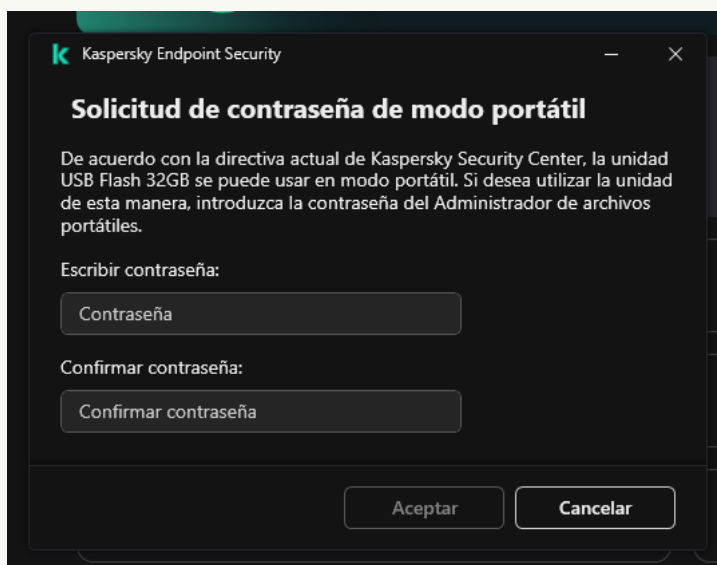 Kaspersky Endpoint Security
Solicitud de contraseña de modo portátil
De acuerdo con la directiva actual de Kaspersky Security Center, la unidad
USB Flash 32GB se puede usar en modo portátil. Si desea utilizar la unidad
de esta manera, introduzca la contraseña del Administrador de archivos
portátiles.
Escribir contraseña:
Contraseña
Confirmar contraseña:
Confirmar contraseña
Aceptar
Cancelar